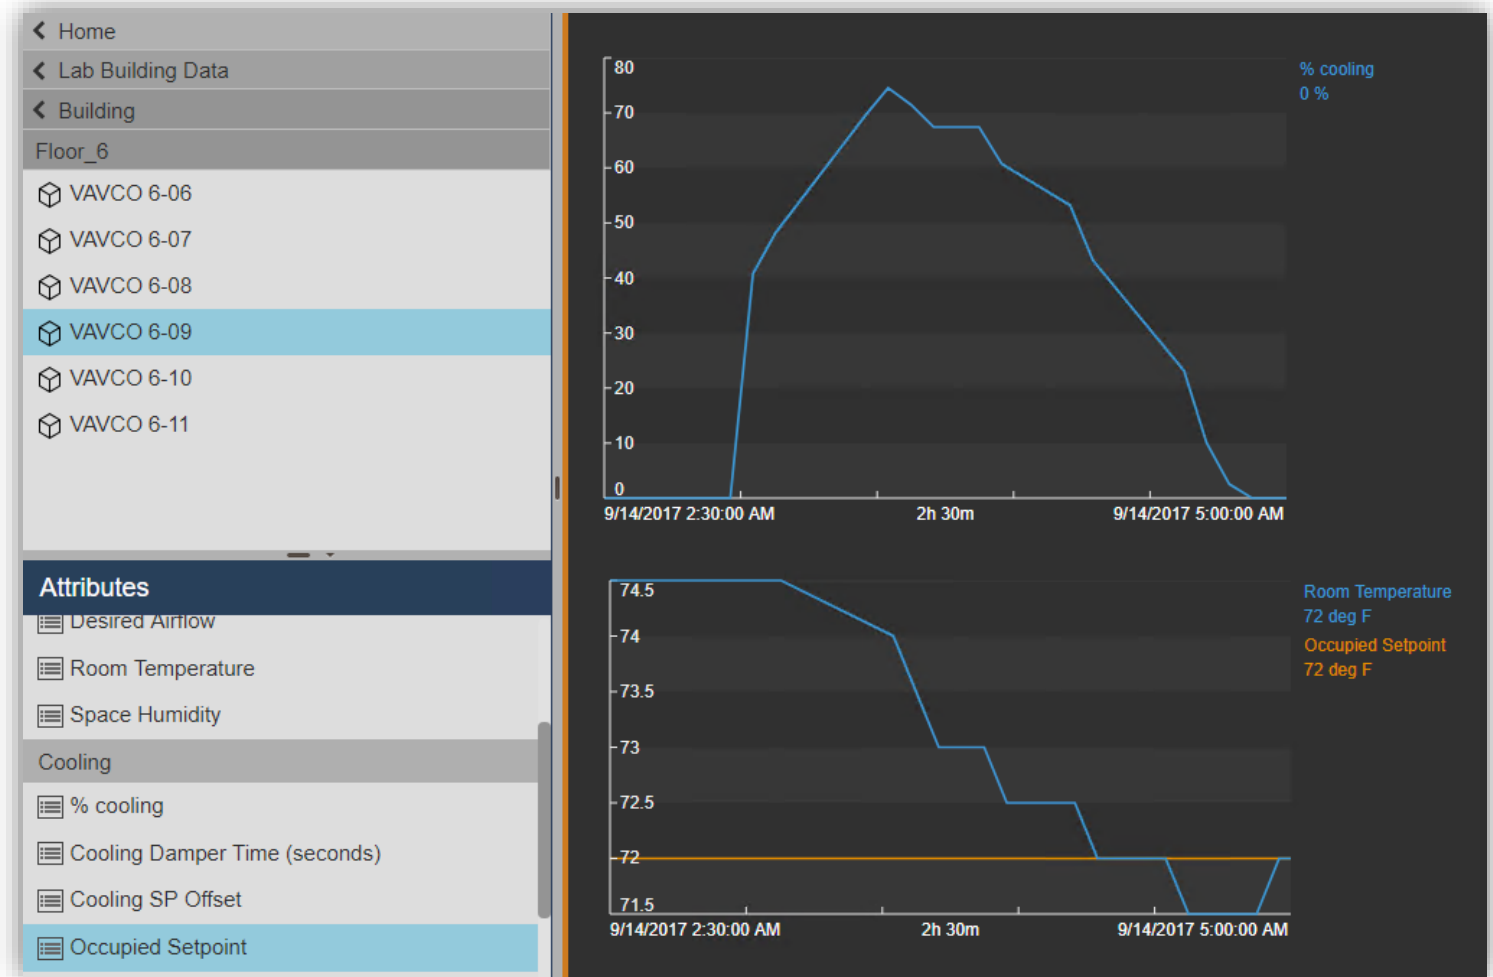 Home
Lab Building Data
Building
Floor_6
VAVCO 6-06
VAVCO 6-07
VAVCO 6-08
VAVCO 6-09
VAVCO 6-10
VAVCO 6-11
Attributes
Desired Airflow
Room Temperature
Space Humidity
Cooling
% cooling
Cooling Damper Time (seconds)
Cooling SP Offset
Occupied Setpoint
80
70
60
50
40
30
20
10
0
9/14/2017 2:30:00 AM 2h 30m 9/14/2017 5:00:00 AM
% cooling
0 %
74.5
74
73.5
73
72.5
72
71.5
9/14/2017 2:30:00 AM 2h 30m 9/14/2017 5:00:00 AM
Room Temperature
72 deg F
Occupied Setpoint
72 deg F